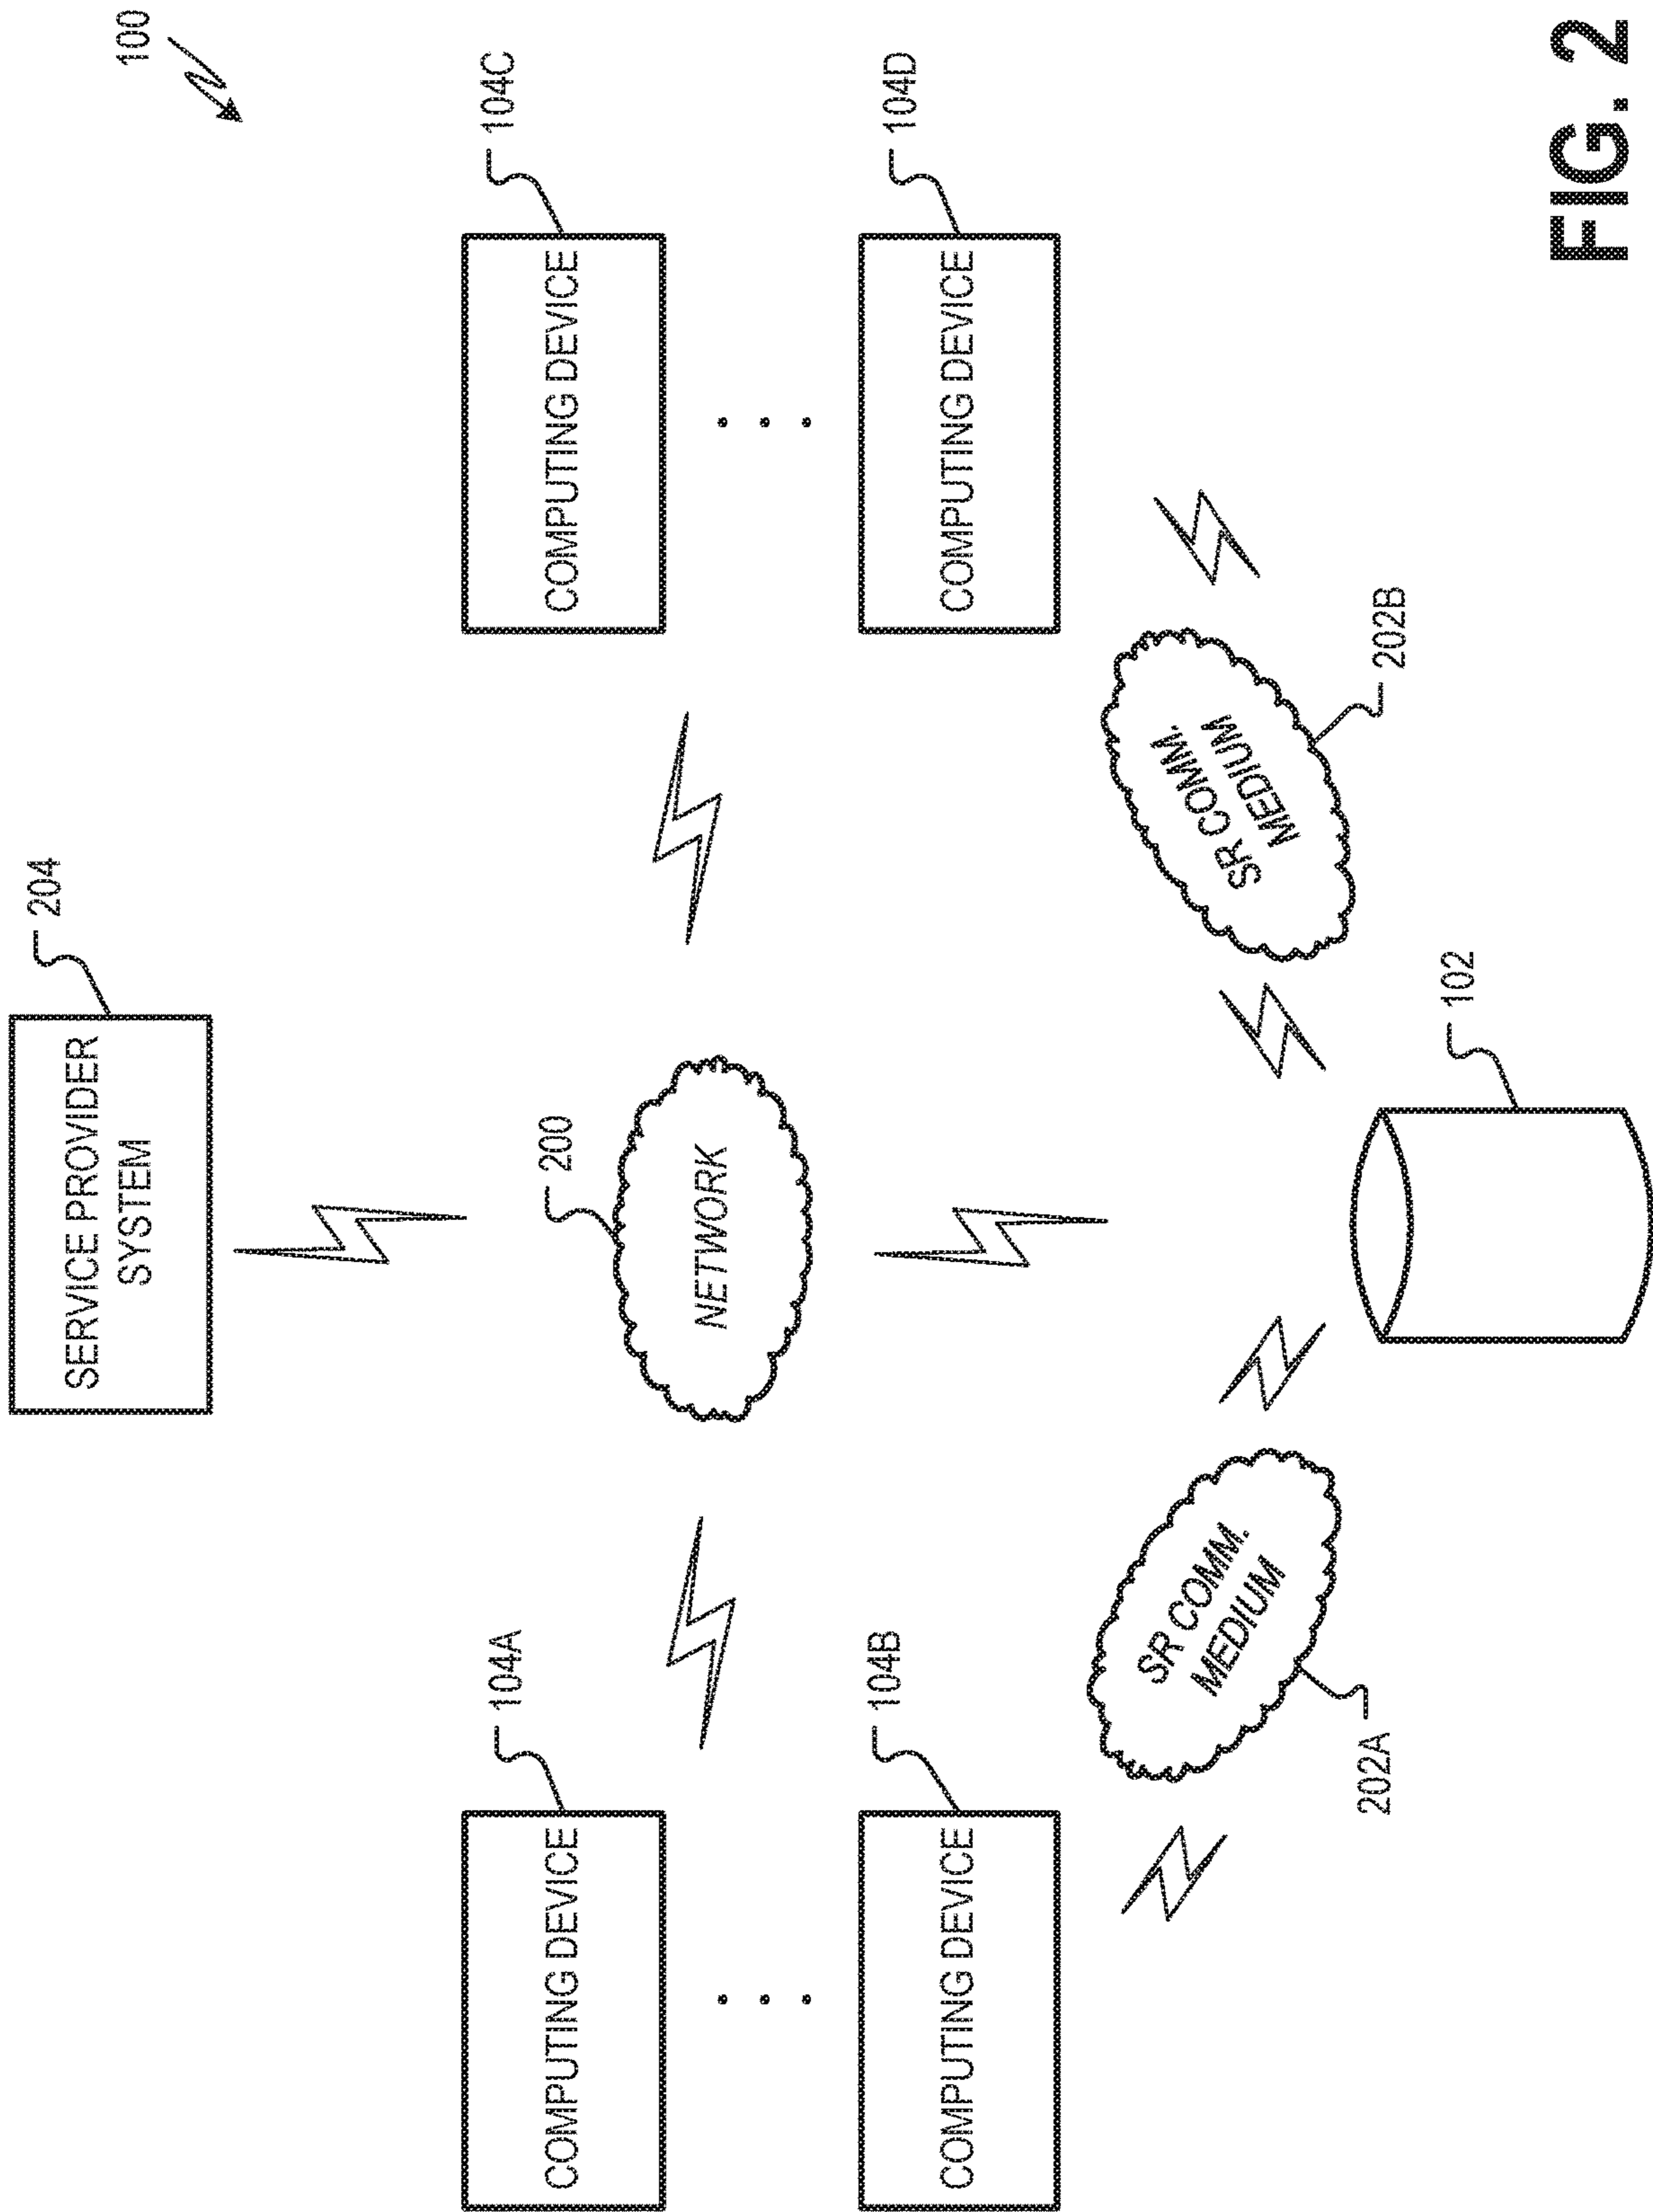 100
SERVICE PROVIDER
SYSTEM
204
104A
COMPUTING DEVICE
200
NETWORK
104C
COMPUTING DEVICE
104B
COMPUTING DEVICE
104D
COMPUTING DEVICE
SR COMM.
MEDIUM
202A
SR COMM.
MEDIUM
202B
102
FIG. 2